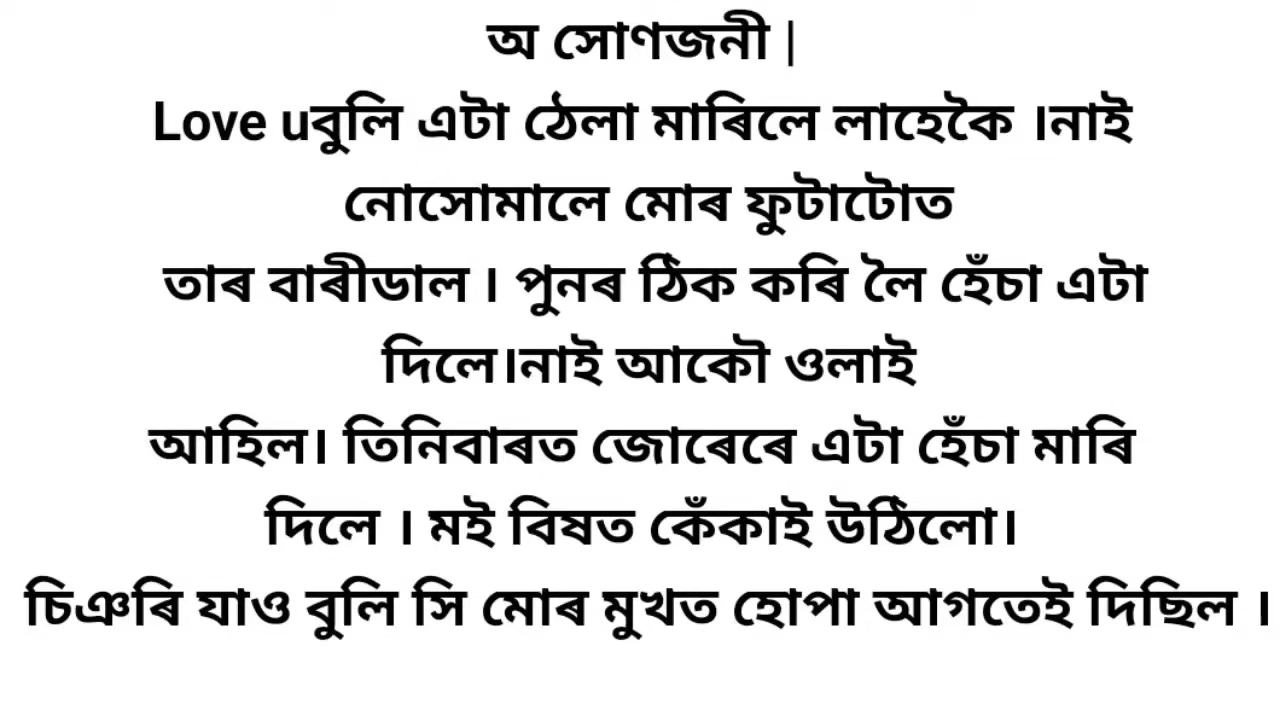 অ সোণজনী |
Love uবুলি এটা ঠেলা মাৰিলে লাহেকৈ ।নাই
নোসোমালে মোৰ ফুটাটোত
তাৰ বাৰীডাল । পুনৰ ঠিক কৰি লৈ হেঁচা এটা
দিলে।নাই আকৌ ওলাই
আহিল। তিনিবাৰত জোৰেৰে এটা হেঁচা মাৰি
দিলে । মই বিষত কেঁকাই উঠিলো।
চিঞৰি যাও বুলি সি মোৰ মুখত হোপা আগতেই দিছিল ।